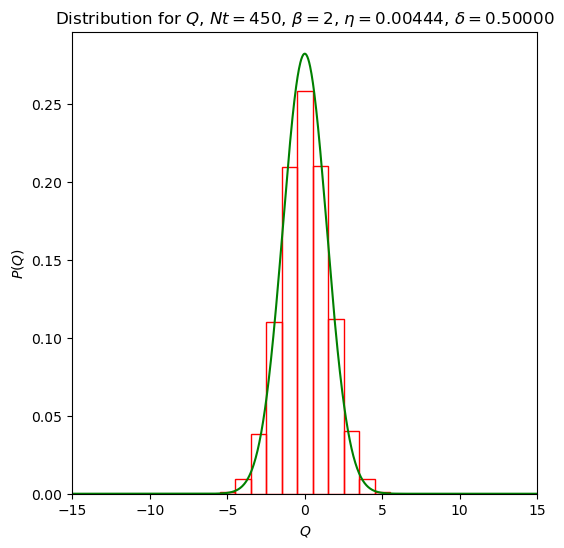 Distribution for Q, Nt = 450, β = 2, η = 0.00444, δ = 0.50000
P(Q)
0.25
0.20
0.15
0.10
0.05
0.00
−15 −10 −5 0 5 10 15
Q